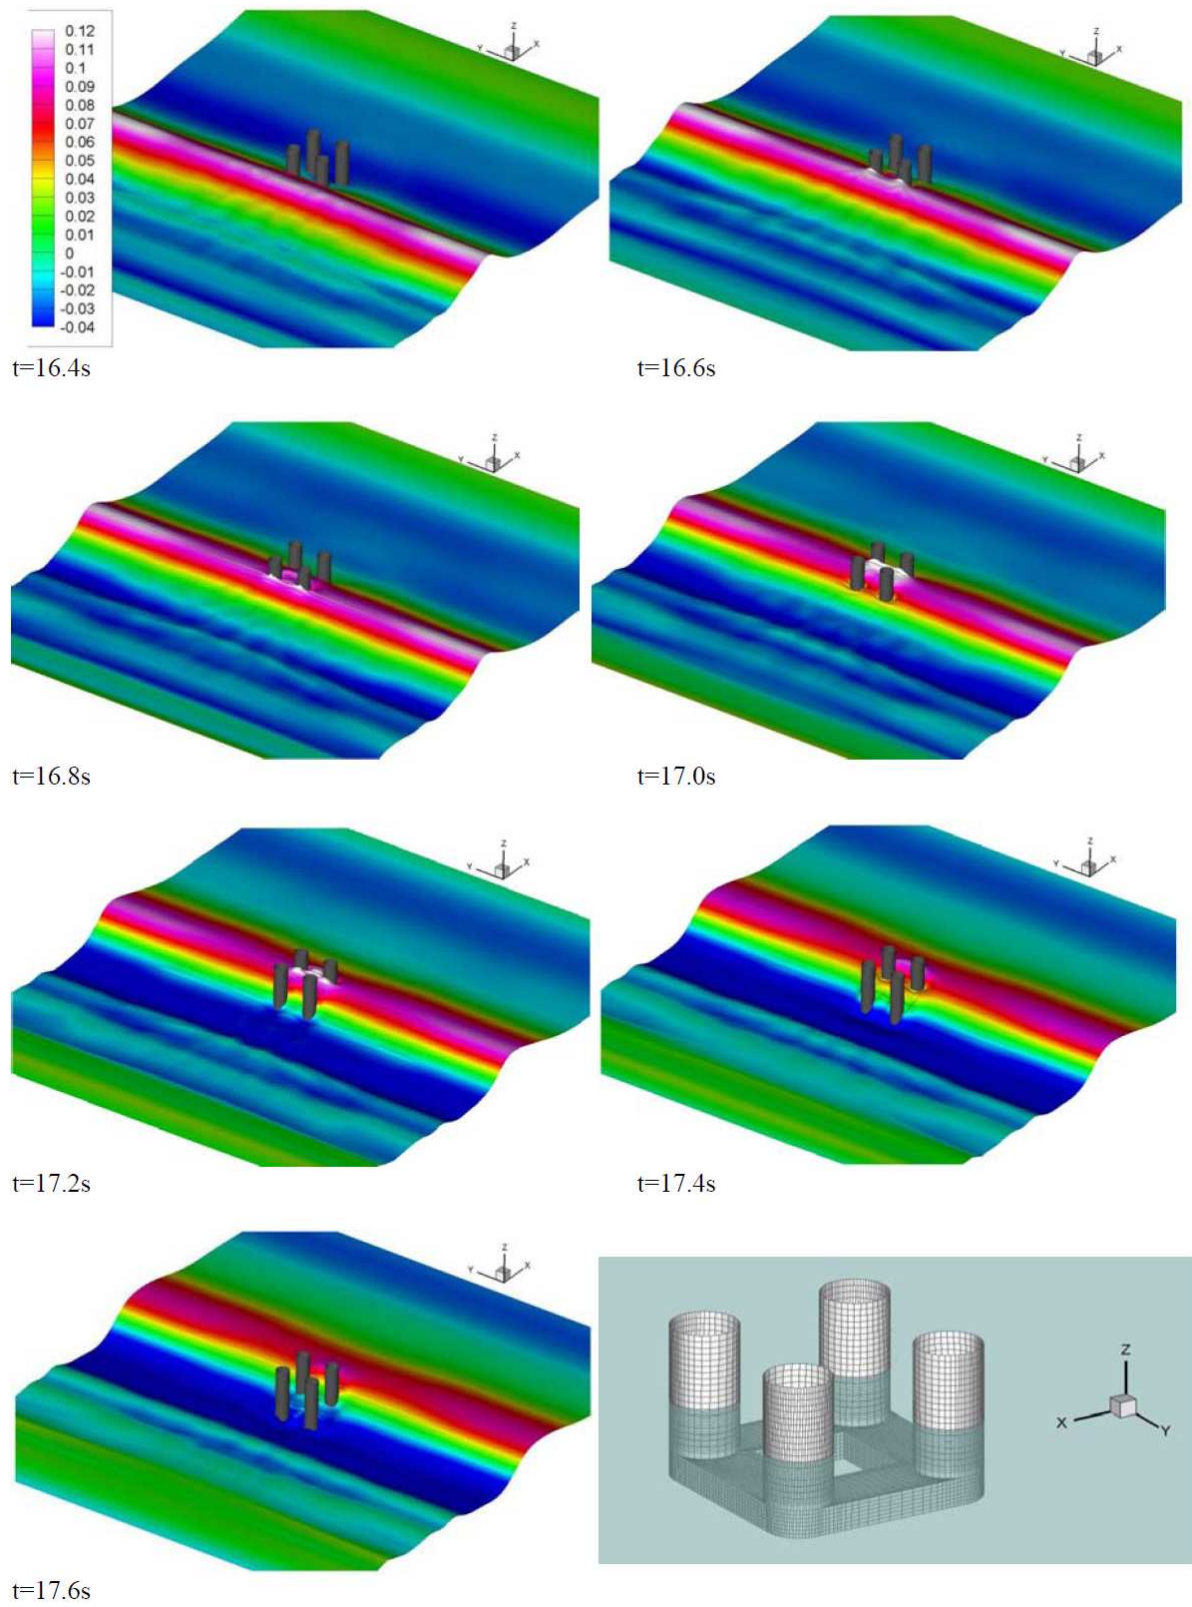 0.12
0.11
0.1
0.09
0.08
0.07
0.06
0.05
0.04
0.03
0.02
0.01
0
-0.01
-0.02
-0.03
-0.04
Z
Y X
Z
Y X
t=16.4s
t=16.6s
Z
Y X
Z
Y X
t=16.8s
t=17.0s
Z
Y X
Z
Y X
t=17.2s
t=17.4s
Z
Y X
Z
X Y
t=17.6s